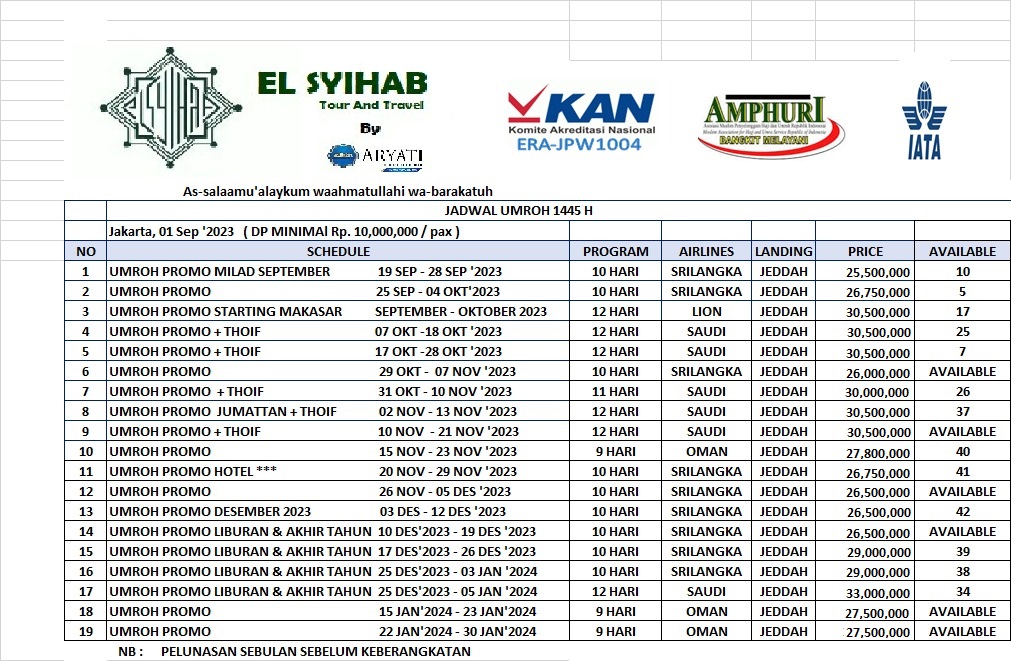 EL SYIHAB
Tour And Travel
By
ARYATI
KAN
Komite Akreditasi Nasional
ERA-JPW1004
AMPHURI
Asosiasi Muslim Penyelenggara Haji dan Umrah Republik Indonesia
Moslem Association for Hajj and Umra Service Republic of Indonesia
BANGKIT MELAYANI
IATA
As-salaamu'alaykum waahmatullahi wa-barakatuh
JADWAL UMROH 1445 H
Jakarta, 01 Sep '2023 ( DP MINIMAl Rp. 10,000,000 / pax )
NO SCHEDULE PROGRAM AIRLINES LANDING PRICE AVAILABLE
1 UMROH PROMO MILAD SEPTEMBER 19 SEP - 28 SEP '2023 10 HARI SRILANGKA JEDDAH 25,500,000 10
2 UMROH PROMO 25 SEP - 04 OKT'2023 10 HARI SRILANGKA JEDDAH 26,750,000 5
3 UMROH PROMO STARTING MAKASAR SEPTEMBER - OKTOBER 2023 12 HARI LION JEDDAH 30,500,000 17
4 UMROH PROMO + THOIF 07 OKT -18 OKT '2023 12 HARI SAUDI JEDDAH 30,500,000 25
5 UMROH PROMO + THOIF 17 OKT -28 OKT '2023 12 HARI SAUDI JEDDAH 30,500,000 7
6 UMROH PROMO 29 OKT - 07 NOV '2023 10 HARI SRILANGKA JEDDAH 26,000,000 AVAILABLE
7 UMROH PROMO + THOIF 31 OKT - 10 NOV '2023 11 HARI SAUDI JEDDAH 30,000,000 26
8 UMROH PROMO JUMATTAN + THOIF 02 NOV - 13 NOV '2023 12 HARI SAUDI JEDDAH 30,500,000 37
9 UMROH PROMO + THOIF 10 NOV - 21 NOV '2023 12 HARI SAUDI JEDDAH 30,500,000 AVAILABLE
10 UMROH PROMO 15 NOV - 23 NOV '2023 9 HARI OMAN JEDDAH 27,800,000 40
11 UMROH PROMO HOTEL *** 20 NOV - 29 NOV '2023 10 HARI SRILANGKA JEDDAH 26,750,000 41
12 UMROH PROMO 26 NOV - 05 DES '2023 10 HARI SRILANGKA JEDDAH 26,500,000 AVAILABLE
13 UMROH PROMO DESEMBER 2023 03 DES - 12 DES '2023 10 HARI SRILANGKA JEDDAH 26,500,000 42
14 UMROH PROMO LIBURAN & AKHIR TAHUN 10 DES'2023 - 19 DES '2023 10 HARI SRILANGKA JEDDAH 26,500,000 AVAILABLE
15 UMROH PROMO LIBURAN & AKHIR TAHUN 17 DES'2023 - 26 DES '2023 10 HARI SRILANGKA JEDDAH 29,000,000 39
16 UMROH PROMO LIBURAN & AKHIR TAHUN 25 DES'2023 - 03 JAN '2024 10 HARI SRILANGKA JEDDAH 29,000,000 38
17 UMROH PROMO LIBURAN & AKHIR TAHUN 25 DES'2023 - 05 JAN '2024 12 HARI SAUDI JEDDAH 33,000,000 34
18 UMROH PROMO 15 JAN'2024 - 23 JAN'2024 9 HARI OMAN JEDDAH 27,500,000 AVAILABLE
19 UMROH PROMO 22 JAN'2024 - 30 JAN'2024 9 HARI OMAN JEDDAH 27,500,000 AVAILABLE
NB : PELUNASAN SEBULAN SEBELUM KEBERANGKATAN